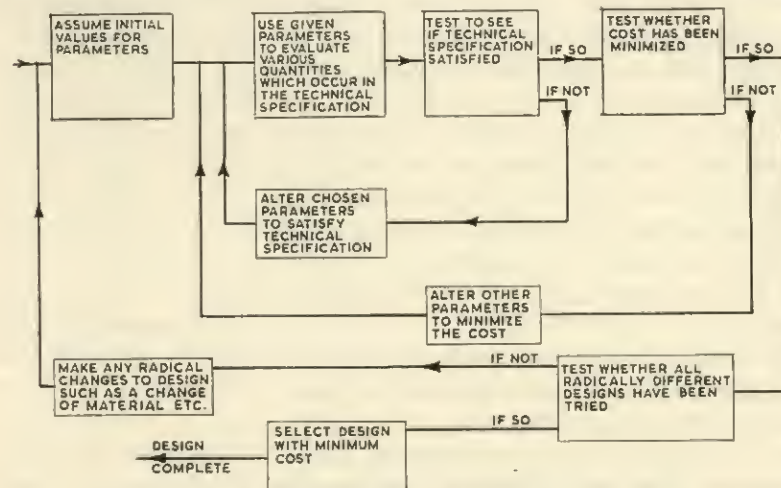 ASSUME INITIAL
VALUES FOR
PARAMETERS
USE GIVEN
PARAMETERS
TO EVALUATE
VARIOUS
QUANTITIES
WHICH OCCUR IN
THE TECHNICAL
SPECIFICATION
TEST TO SEE
IF TECHNICAL
SPECIFICATION
SATISFIED
IF SO
IF NOT
TEST WHETHER
COST HAS BEEN
MINIMIZED
IF SO
IF NOT
ALTER CHOSEN
PARAMETERS
TO SATISFY
TECHNICAL
SPECIFICATION
ALTER OTHER
PARAMETERS
TO MINIMIZE
THE COST
MAKE ANY RADICAL
CHANGES TO DESIGN
SUCH AS A CHANGE
OF MATERIAL ETC.
IF NOT
TEST WHETHER ALL
RADICALLY DIFFERENT
DESIGNS HAVE BEEN
TRIED
IF SO
SELECT DESIGN
WITH MINIMUM
COST
DESIGN
COMPLETE